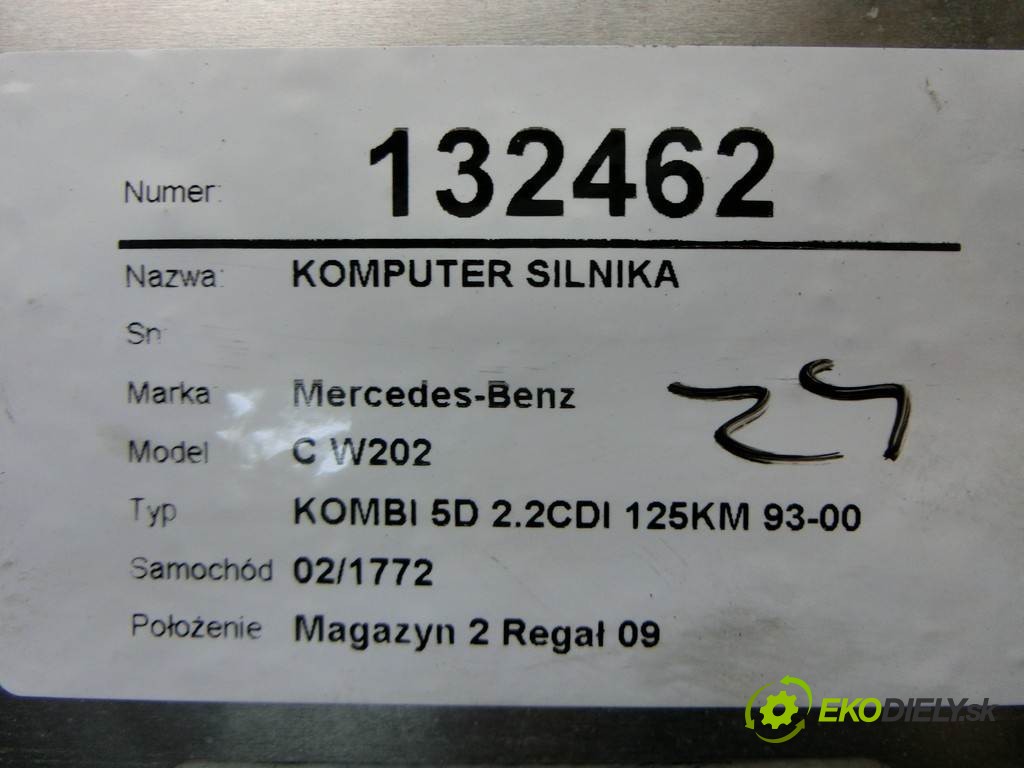 Numer: 132462
Nazwa: KOMPUTER SILNIKA
Sn
Marka Mercedes-Benz
Model C W202
Typ KOMBI 5D 2.2CDI 125KM 93-00
Samochód 02/1772
Położenie Magazyn 2 Regał 09
EKODIELY.sk